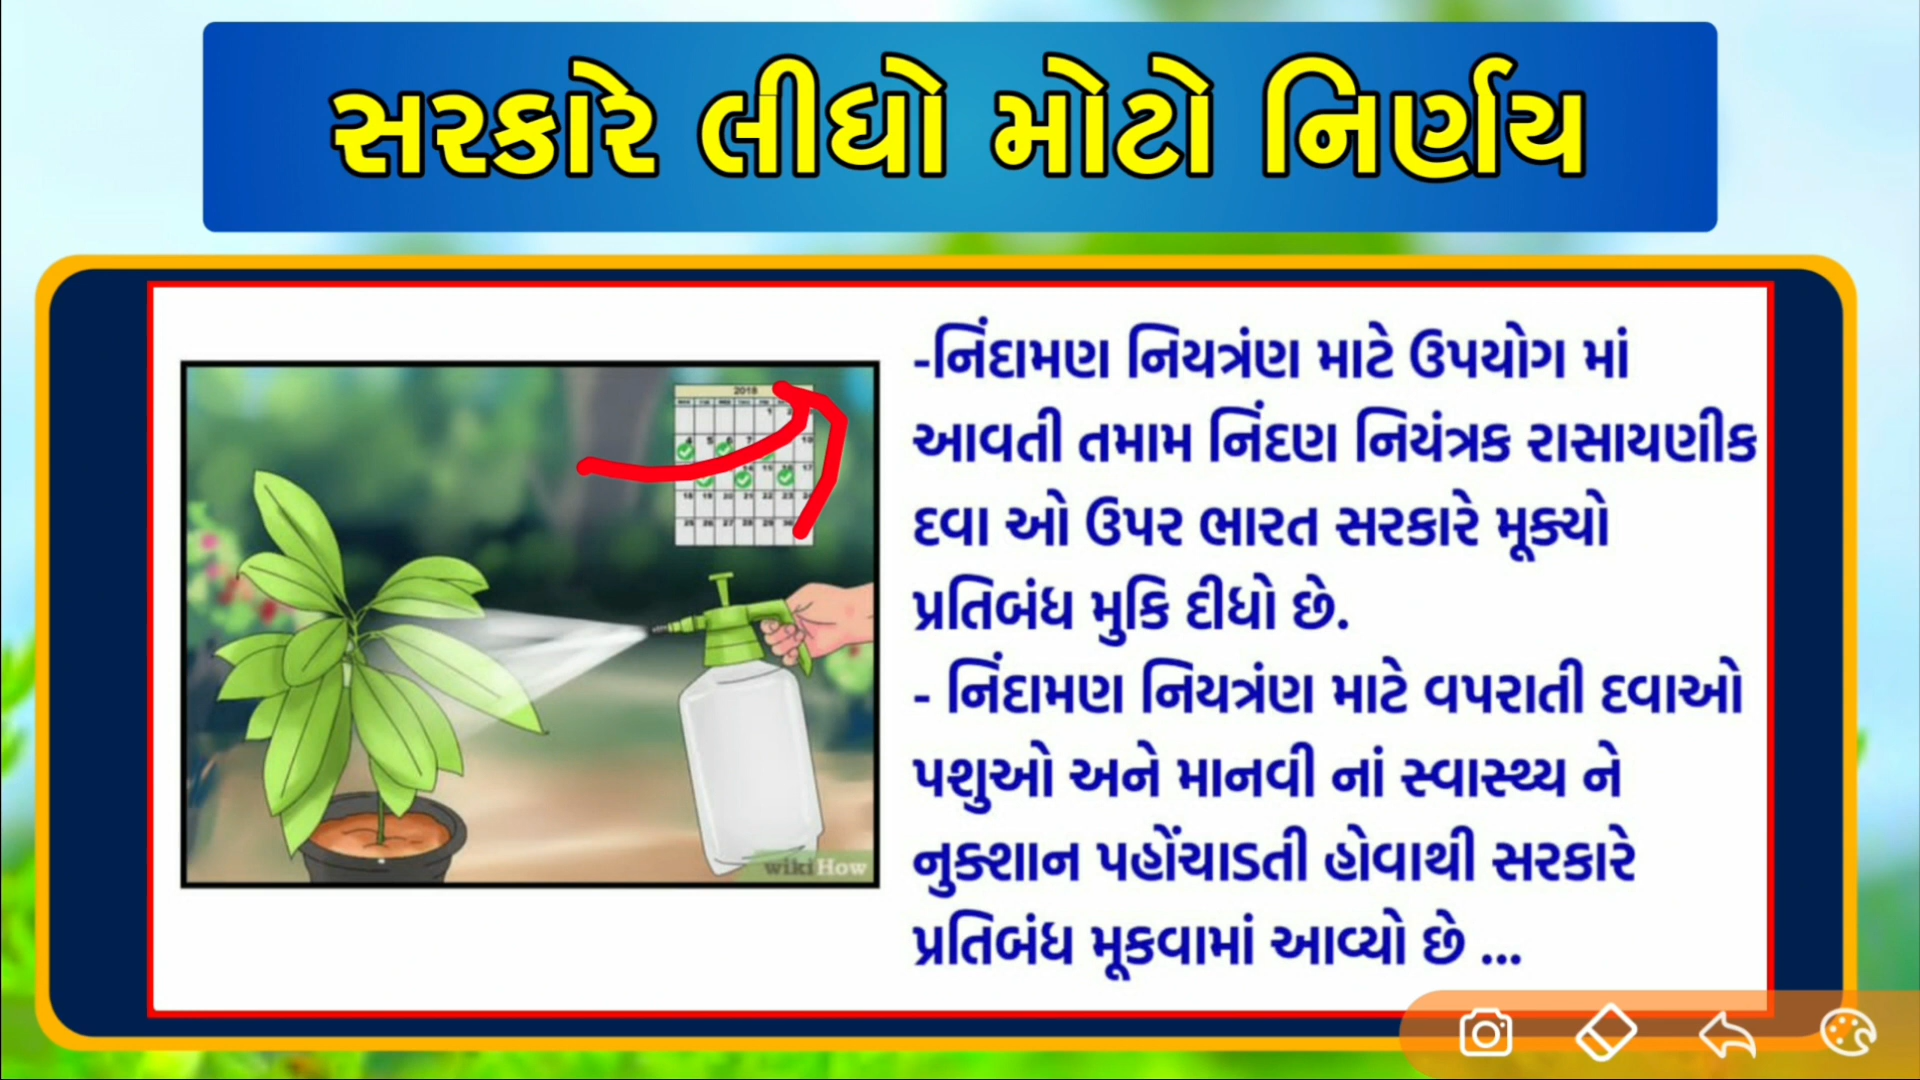 સરકારે લીધો મોટો નિર્ણય
-નિંદામણ નિયત્રંણ માટે ઉપયોગ માં
આવતી તમામ નિંદણ નિયંત્રક રાસાયણીક
દવા ઓ ઉપર ભારત સરકારે મૂક્યો
પ્રતિબંધ મુકિ દીધો છે.
- નિંદામણ નિયત્રંણ માટે વપરાતી દવાઓ
પશુઓ અને માનવી નાં સ્વાસ્થ્ય ને
નુક્શાન પહોંચાડતી હોવાથી સરકારે
પ્રતિબંધ મૂકવામાં આવ્યો છે ...
2018
wikiHow